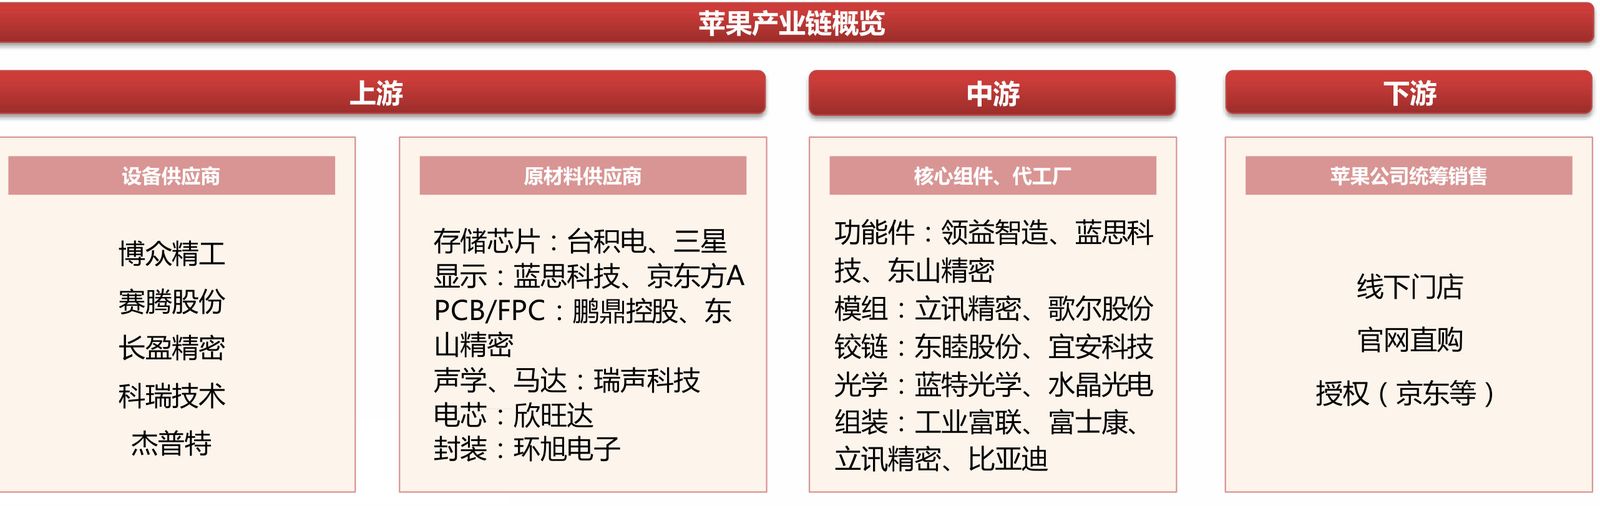 苹果产业链概览
上游
中游
下游
设备供应商
博众精工
赛腾股份
长盈精密
科瑞技术
杰普特
原材料供应商
存储芯片：台积电、三星
显示：蓝思科技、京东方A
PCB/FPC：鹏鼎控股、东
山精密
声学、马达：瑞声科技
电芯：欣旺达
封装：环旭电子
核心组件、代工厂
功能件：领益智造、蓝思科
技、东山精密
模组：立讯精密、歌尔股份
铰链：东睦股份、宜安科技
光学：蓝特光学、水晶光电
组装：工业富联、富士康、
立讯精密、比亚迪
苹果公司统筹销售
线下门店
官网直购
授权（京东等）